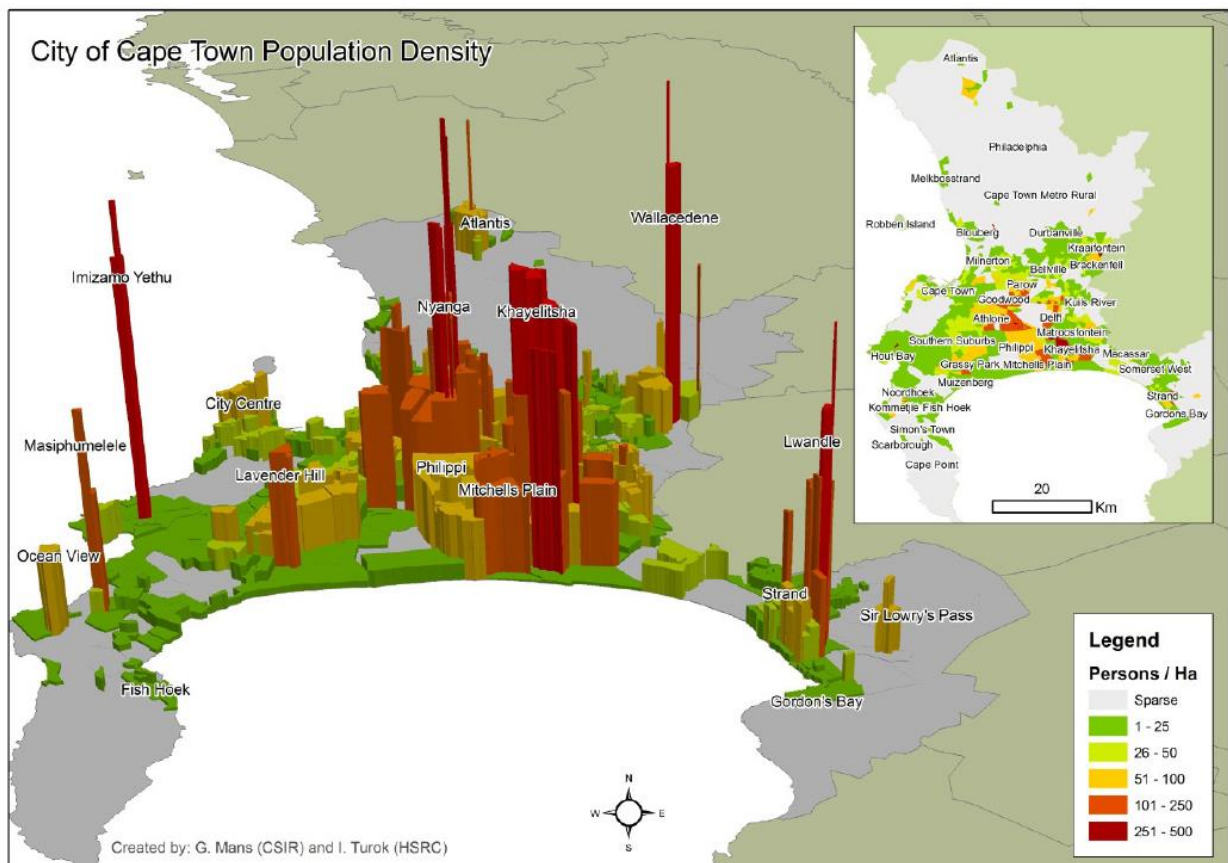 City of Cape Town Population Density
Imizamo Yethu
Atlantis
Wallacedene
Nyanga
Khayelitsha
City Centre
Masiphumelele
Lavender Hill
Philippi
Mitchells Plain
Lwandle
Ocean View
Strand
Sir Lowry's Pass
Fish Hoek
Gordon's Bay
Created by: G. Mans (CSIR) and I. Turok (HSRC)
N
W
E
S
Atlantis
Philadelphia
Melkbosstrand
Cape Town Metro Rural
Robben Island
Blouberg
Durbanville
Kraaifontein
Milnerton
Bellville
Brackenfell
Parow
Cape Town
Goodwood
Kuils River
Athlone
Delft
Matroosfontein
Southern Suburbs
Philippi
Khayelitsha
Hout Bay
Macassar
Grassy Park
Mitchells Plain
Somerset West
Muizenberg
Noordhoek
Strand
Kommetjie
Fish Hoek
Gordons Bay
Simon's Town
Scarborough
Cape Point
20
Km
Legend
Persons / Ha
Sparse
1 - 25
26 - 50
51 - 100
101 - 250
251 - 500